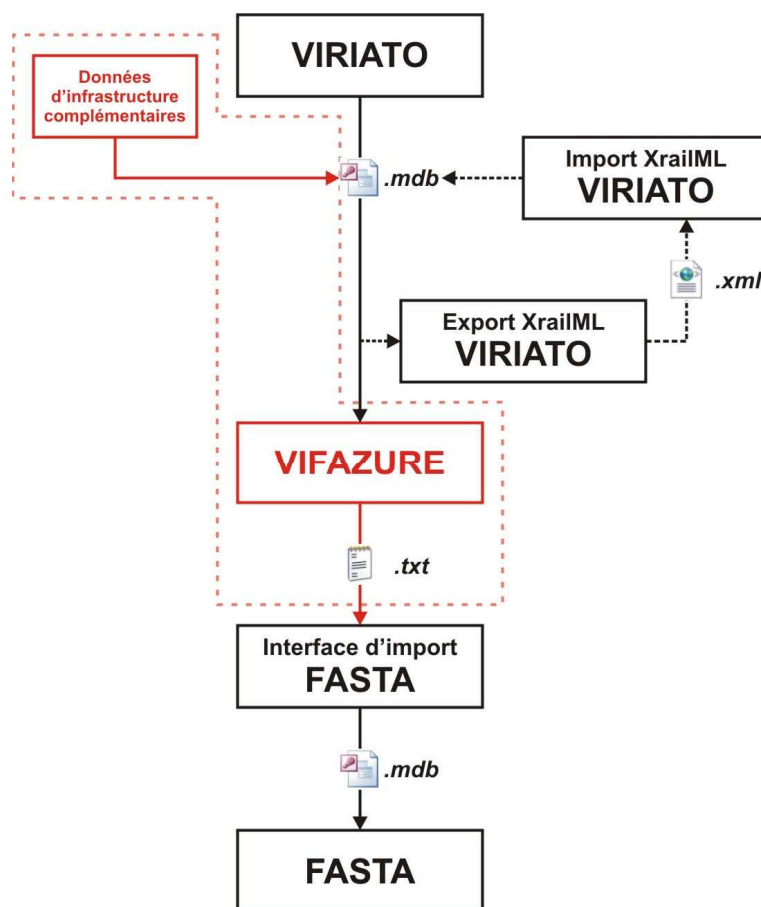 VIRIATO
Données
d'infrastructure
complémentaires
.mdb
Import XrailML
VIRIATO
.xml
Export XrailML
VIRIATO
VIFAZURE
.txt
Interface d'import
FASTA
.mdb
FASTA